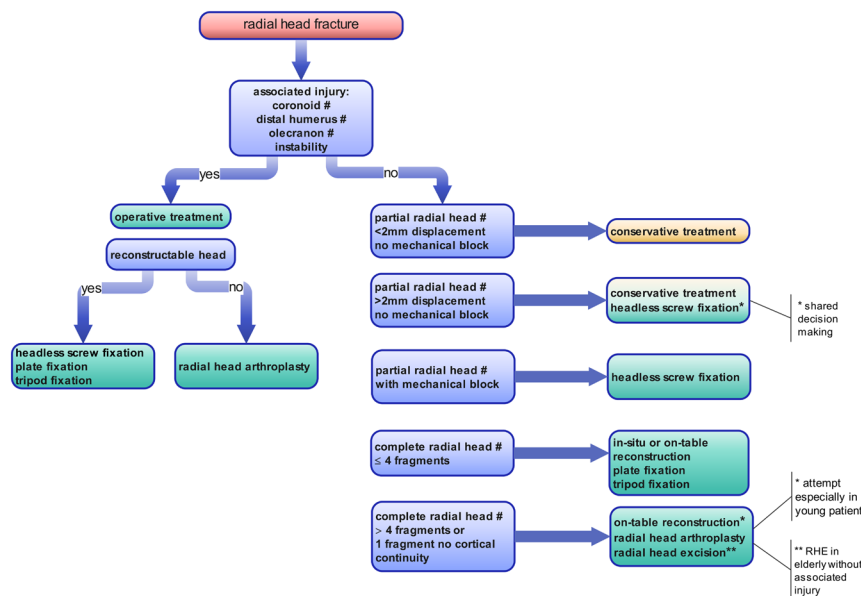 radial head fracture
associated injury:
coronoid #
distal humerus #
olecranon #
instability
yes
no
operative treatment
reconstructable head
yes
no
headless screw fixation
plate fixation
tripod fixation
radial head arthroplasty
partial radial head #
<2mm displacement
no mechanical block
conservative treatment
partial radial head #
>2mm displacement
no mechanical block
conservative treatment
headless screw fixation*
* shared
decision
making
partial radial head #
with mechanical block
headless screw fixation
complete radial head #
≤ 4 fragments
in-situ or on-table
reconstruction
plate fixation
tripod fixation
complete radial head #
> 4 fragments or
1 fragment no cortical
continuity
on-table reconstruction*
radial head arthroplasty
radial head excision**
* attempt
especially in
young patient
** RHE in
elderly without
associated
injury